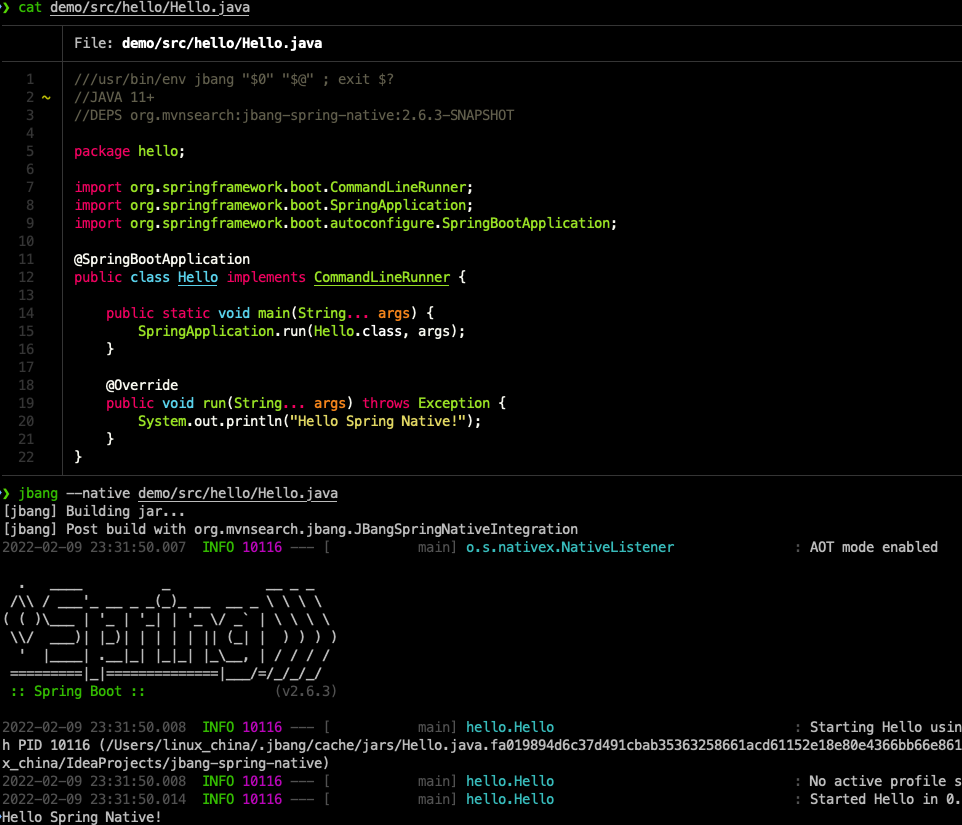 ❯ cat demo/src/hello/Hello.java
File: demo/src/hello/Hello.java
1 ///usr/bin/env jbang "$0" "$@" ; exit $?
2 ~ //JAVA 11+
3 //DEPS org.mvnsearch:jbang-spring-native:2.6.3-SNAPSHOT
4
5 package hello;
6
7 import org.springframework.boot.CommandLineRunner;
8 import org.springframework.boot.SpringApplication;
9 import org.springframework.boot.autoconfigure.SpringBootApplication;
10
11 @SpringBootApplication
12 public class Hello implements CommandLineRunner {
13
14     public static void main(String... args) {
15         SpringApplication.run(Hello.class, args);
16     }
17
18     @Override
19     public void run(String... args) throws Exception {
20         System.out.println("Hello Spring Native!");
21     }
22 }
❯ jbang --native demo/src/hello/Hello.java
[jbang] Building jar...
[jbang] Post build with org.mvnsearch.jbang.JBangSpringNativeIntegration
2022-02-09 23:31:50.007  INFO 10116 --- [           main] o.s.nativex.NativeListener               : AOT mode enabled
  .   ____          _            __ _ _
 /\\ / ___'_ __ _ _(_)_ __  __ _ \ \ \ \
( ( )\___ | '_ | '_| | '_ \/ _` | \ \ \ \
 \\/  ___)| |_)| | | | | || (_| |  ) ) ) )
  '  |____| .__|_| |_|_| |_\__, | / / / /
 =========|_|==============|___/=/_/_/_/
 :: Spring Boot ::                (v2.6.3)
2022-02-09 23:31:50.008  INFO 10116 --- [           main] hello.Hello                              : Starting Hello usin
h PID 10116 (/Users/linux_china/.jbang/cache/jars/Hello.java.fa019894d6c37d491cbab35363258661acd61152e18e80e4366bb66e861
x_china/IdeaProjects/jbang-spring-native)
2022-02-09 23:31:50.008  INFO 10116 --- [           main] hello.Hello                              : No active profile s
2022-02-09 23:31:50.014  INFO 10116 --- [           main] hello.Hello                              : Started Hello in 0.
Hello Spring Native!